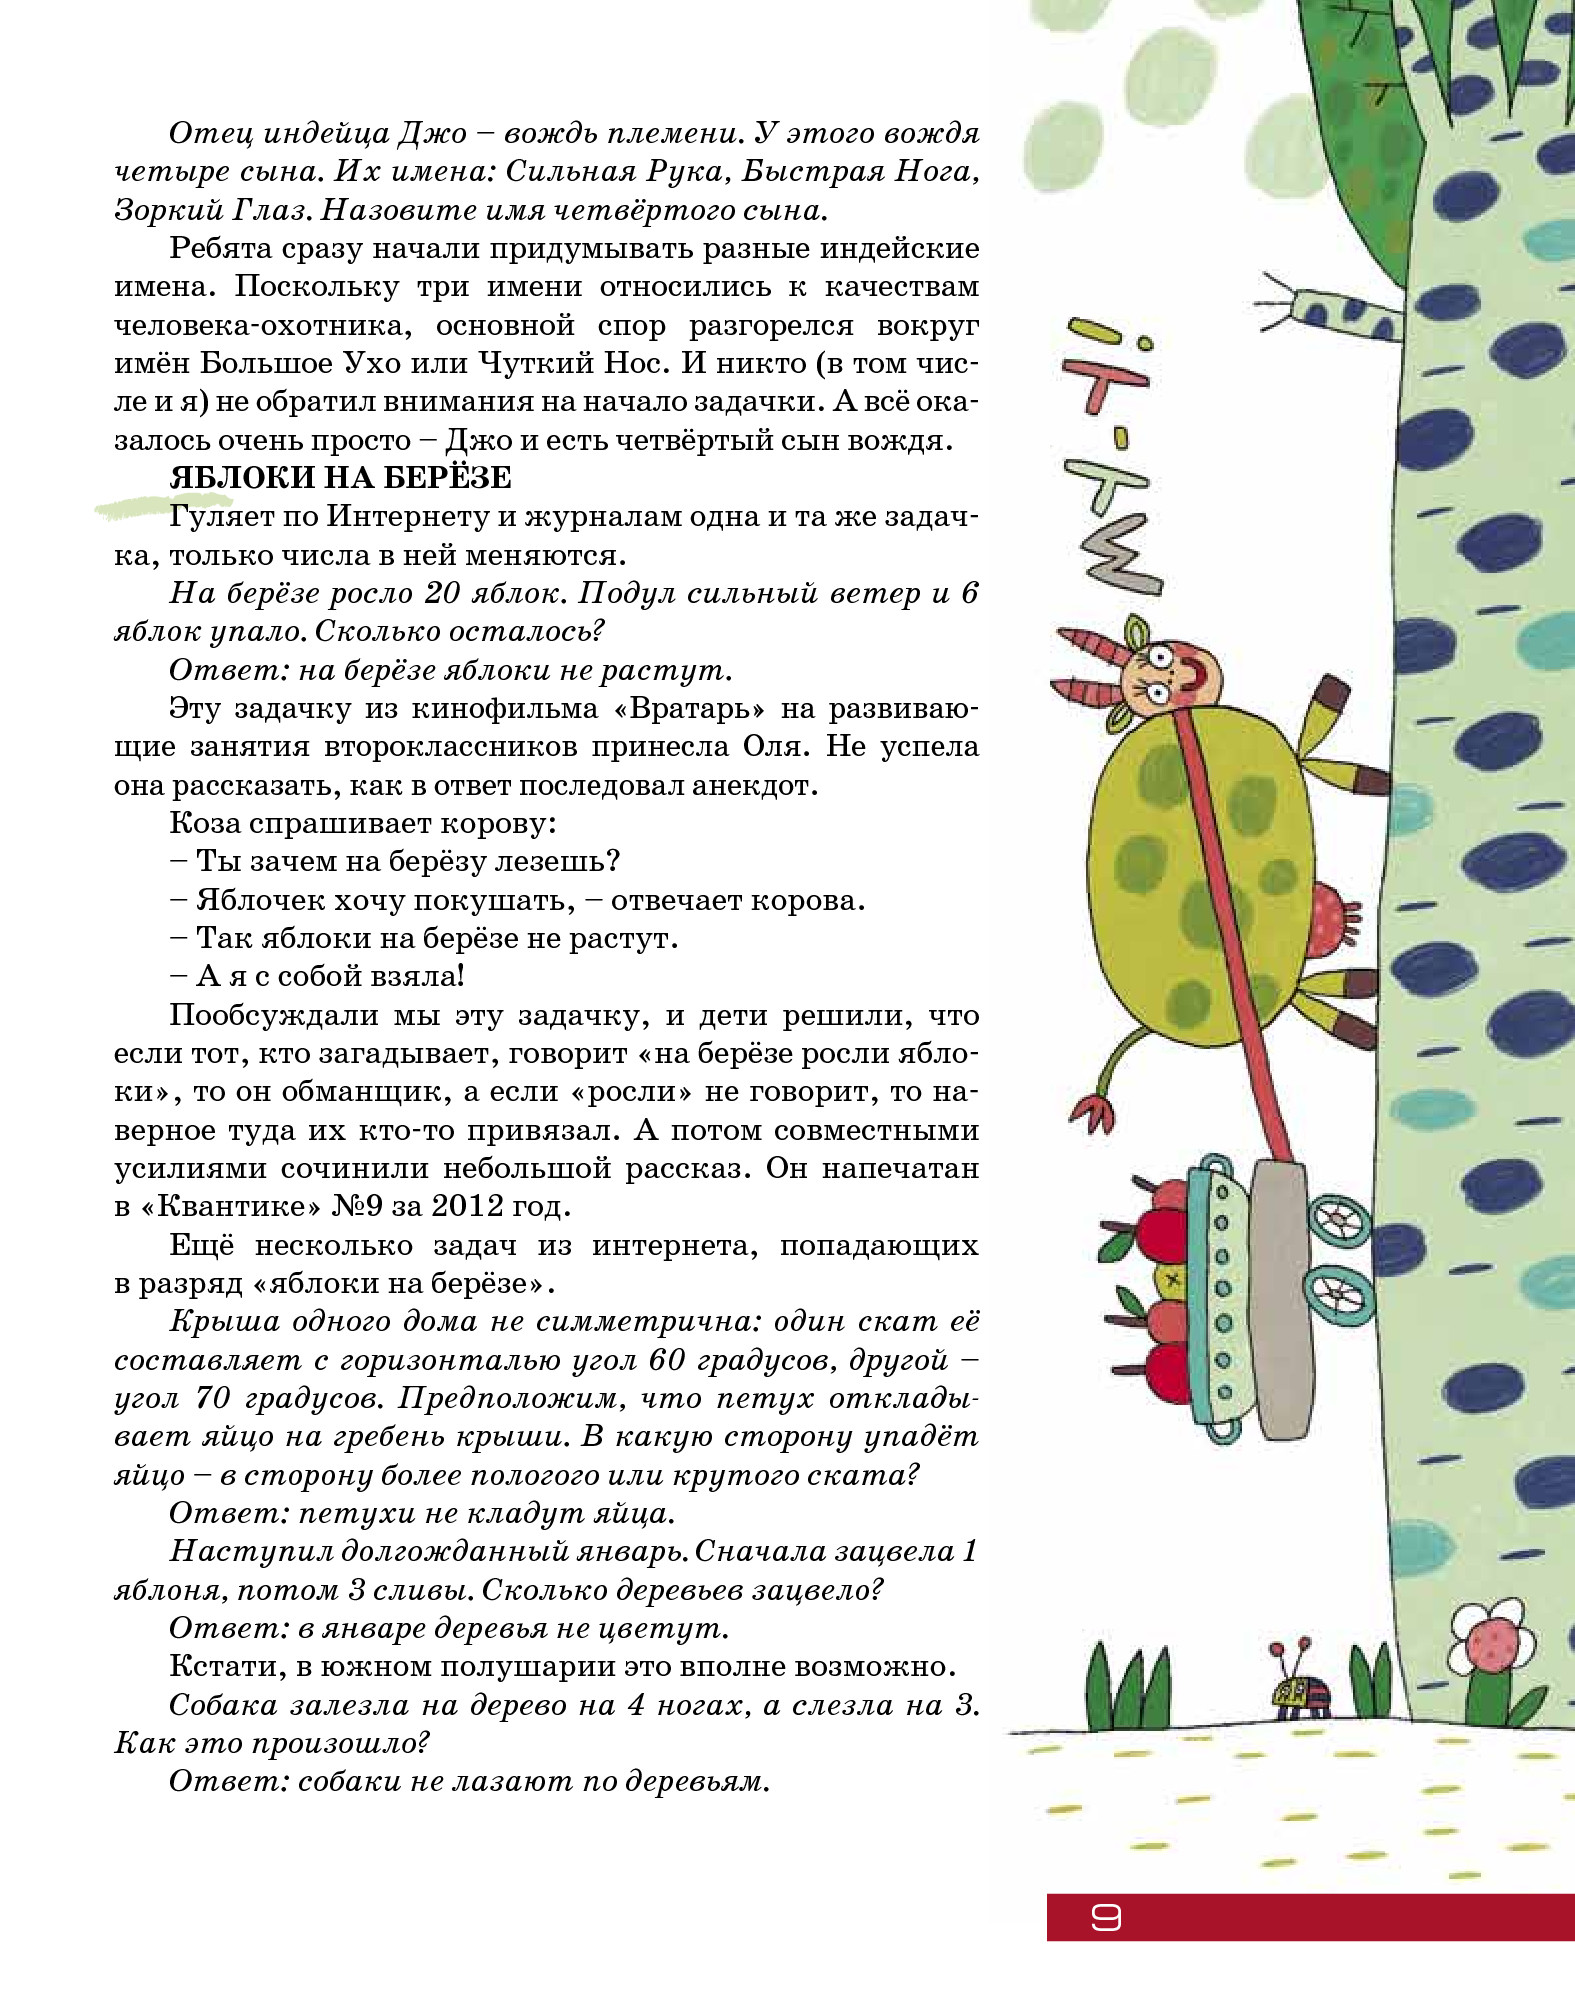 Отец индейца Джо – вождь племени. У этого вождя
четыре сына. Их имена: Сильная Рука, Быстрая Нога,
Зоркий Глаз. Назовите имя четвёртого сына.
Ребята сразу начали придумывать разные индейские
имена. Поскольку три имени относились к качествам
человека-охотника, основной спор разгорелся вокруг
имён Большое Ухо или Чуткий Нос. И никто (в том чис-
ле и я) не обратил внимания на начало задачки. А всё ока-
залось очень просто – Джо и есть четвёртый сын вождя.
ЯБЛОКИ НА БЕРЁЗЕ
Гуляет по Интернету и журналам одна и та же задач-
ка, только числа в ней меняются.
На берёзе росло 20 яблок. Подул сильный ветер и 6
яблок упало. Сколько осталось?
Ответ: на берёзе яблоки не растут.
Эту задачку из кинофильма «Вратарь» на развиваю-
щие занятия второклассников принесла Оля. Не успела
она рассказать, как в ответ последовал анекдот.
Коза спрашивает корову:
– Ты зачем на берёзу лезешь?
– Яблочек хочу покушать, – отвечает корова.
– Так яблоки на берёзе не растут.
– А я с собой взяла!
Пообсуждали мы эту задачку, и дети решили, что
если тот, кто загадывает, говорит «на берёзе росли ябло-
ки», то он обманщик, а если «росли» не говорит, то на-
верное туда их кто-то привязал. А потом совместными
усилиями сочинили небольшой рассказ. Он напечатан
в «Квантике» №9 за 2012 год.
Ещё несколько задач из интернета, попадающих
в разряд «яблоки на берёзе».
Крыша одного дома не симметрична: один скат её
составляет с горизонталью угол 60 градусов, другой –
угол 70 градусов. Предположим, что петух отклады-
вает яйцо на гребень крыши. В какую сторону упадёт
яйцо – в сторону более пологого или крутого ската?
Ответ: петухи не кладут яйца.
Наступил долгожданный январь. Сначала зацвела 1
яблоня, потом 3 сливы. Сколько деревьев зацвело?
Ответ: в январе деревья не цветут.
Кстати, в южном полушарии это вполне возможно.
Собака залезла на дерево на 4 ногах, а слезла на 3.
Как это произошло?
Ответ: собаки не лазают по деревьям.
М
Т
-
Т
!
9